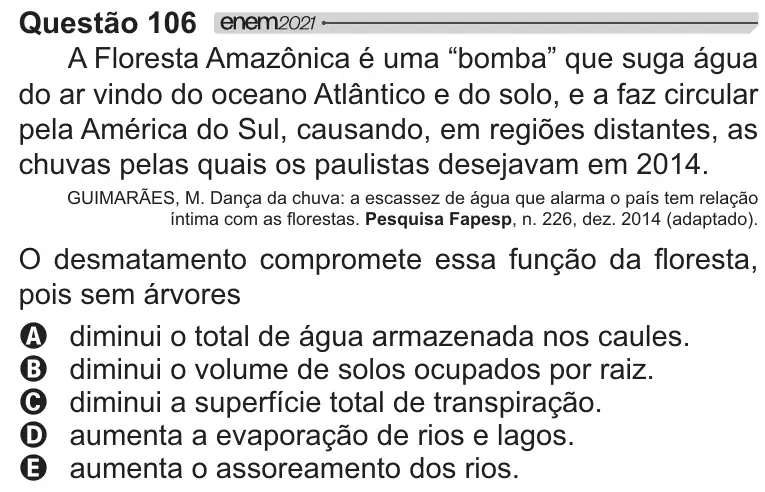 Questão 106 enem2021
A Floresta Amazônica é uma “bomba” que suga água
do ar vindo do oceano Atlântico e do solo, e a faz circular
pela América do Sul, causando, em regiões distantes, as
chuvas pelas quais os paulistas desejavam em 2014.
GUIMARÃES, M. Dança da chuva: a escassez de água que alarma o país tem relação
íntima com as florestas. Pesquisa Fapesp, n. 226, dez. 2014 (adaptado).
O desmatamento compromete essa função da floresta,
pois sem árvores
A diminui o total de água armazenada nos caules.
B diminui o volume de solos ocupados por raiz.
C diminui a superfície total de transpiração.
D aumenta a evaporação de rios e lagos.
E aumenta o assoreamento dos rios.